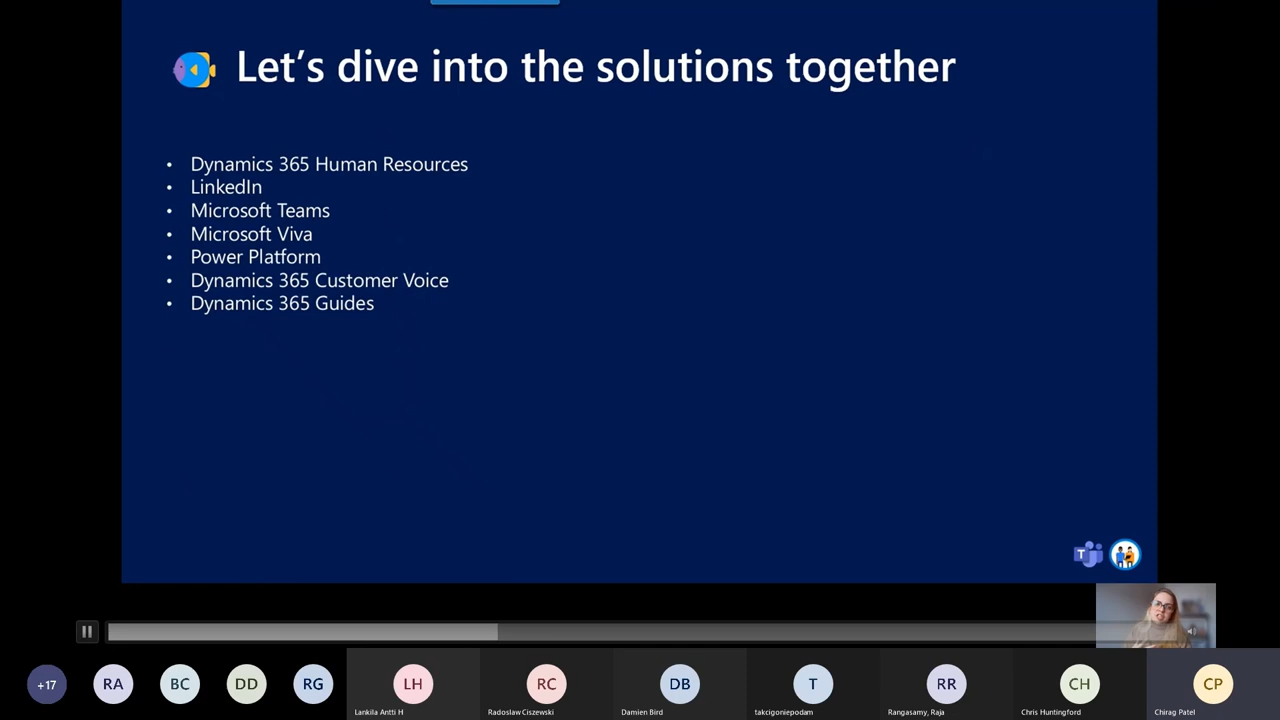 Let's dive into the solutions together
• Dynamics 365 Human Resources
• LinkedIn
• Microsoft Teams
• Microsoft Viva
• Power Platform
• Dynamics 365 Customer Voice
• Dynamics 365 Guides
T
+17
RA
BC
DD
RG
LH
RC
DB
T
RR
CH
CP
Lankila Antti H
Radoslaw Ciszewski
Damien Bird
takcigoniepodam
Rangasamy, Raja
Chris Huntingford
Chirag Patel